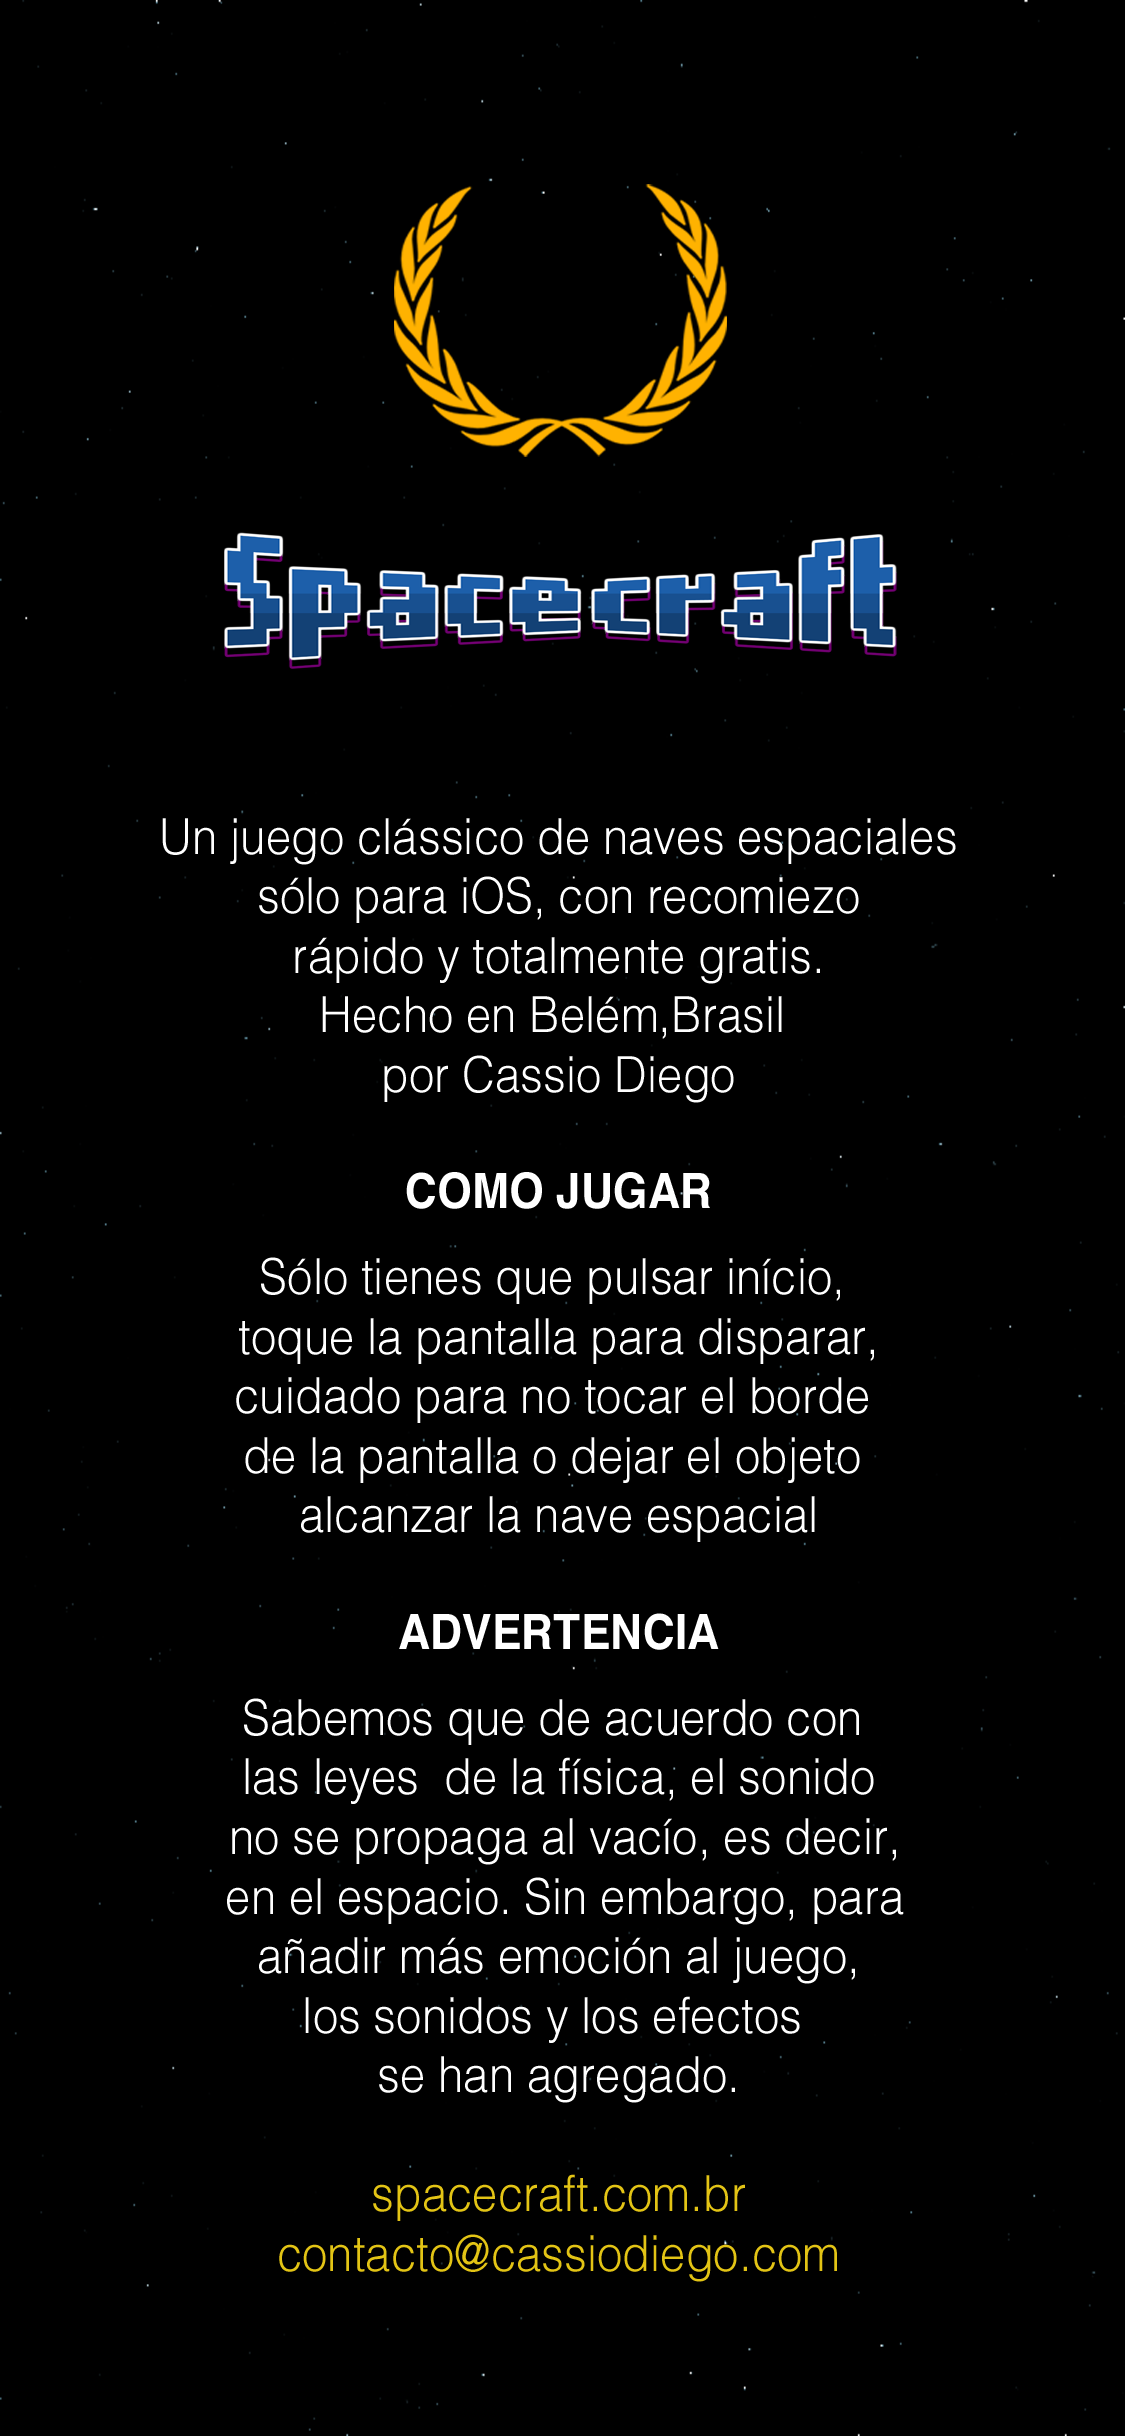 Spacecraft
Un juego clássico de naves espaciales
sólo para iOS, con recomiezo
rápido y totalmente gratis.
Hecho en Belém,Brasil
por Cassio Diego
COMO JUGAR
Sólo tienes que pulsar início,
toque la pantalla para disparar,
cuidado para no tocar el borde
de la pantalla o dejar el objeto
alcanzar la nave espacial
ADVERTENCIA
Sabemos que de acuerdo con
las leyes  de la física, el sonido
no se propaga al vacío, es decir,
en el espacio. Sin embargo, para
añadir más emoción al juego,
los sonidos y los efectos
se han agregado.
spacecraft.com.br
contacto@cassiodiego.com